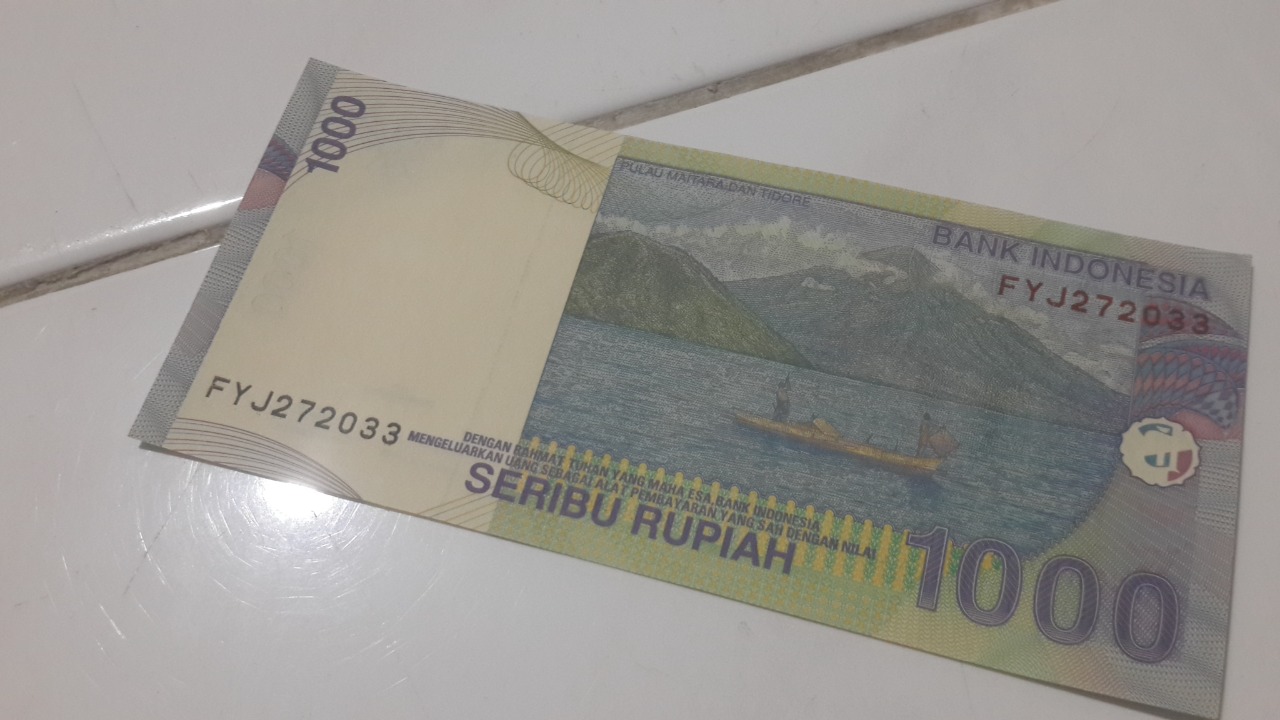 1000
PULAU MAITARA DAN TIDORE
BANK INDONESIA
FYJ272033
FYJ272033
DENGAN RAHMAT TUHAN YANG MAHA ESA BANK INDONESIA
MENGELUARKAN UANG SEBAGAI ALAT PEMBAYARAN YANG SAH DENGAN NILAI
SERIBU RUPIAH
1000